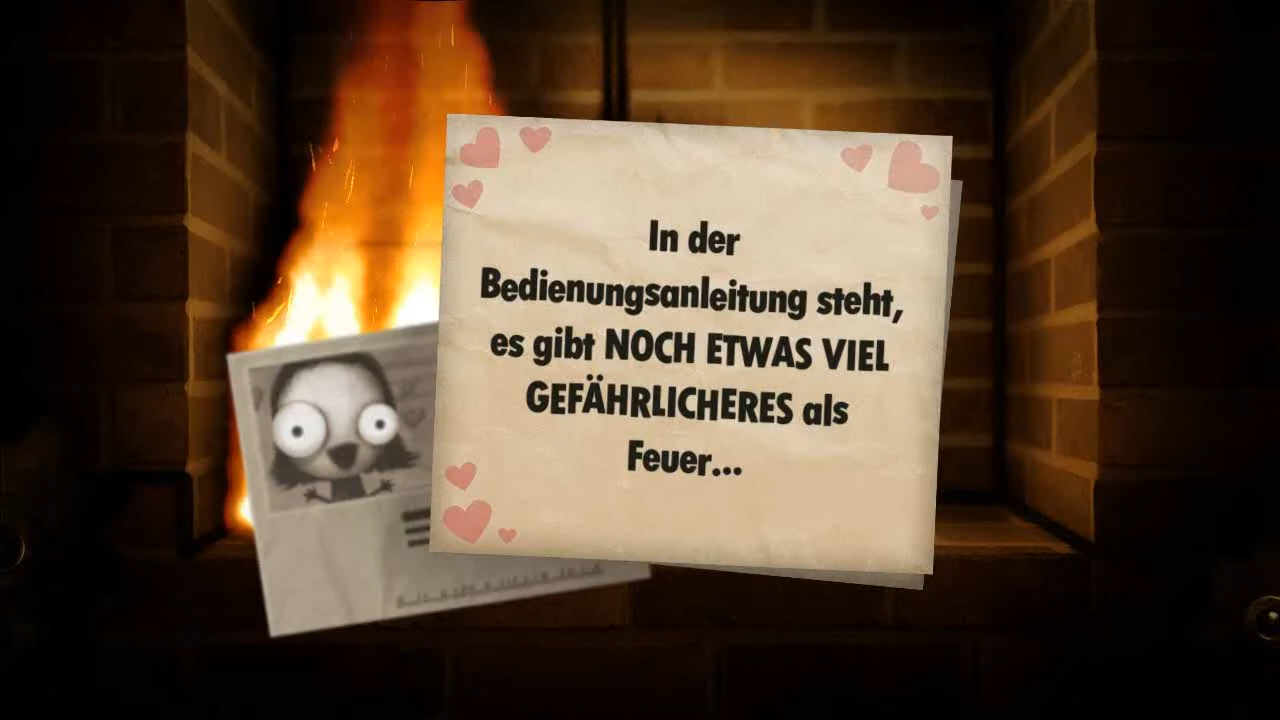 In der
Bedienungsanleitung steht,
es gibt NOCH ETWAS VIEL
GEFÄHRLICHERES als
Feuer...